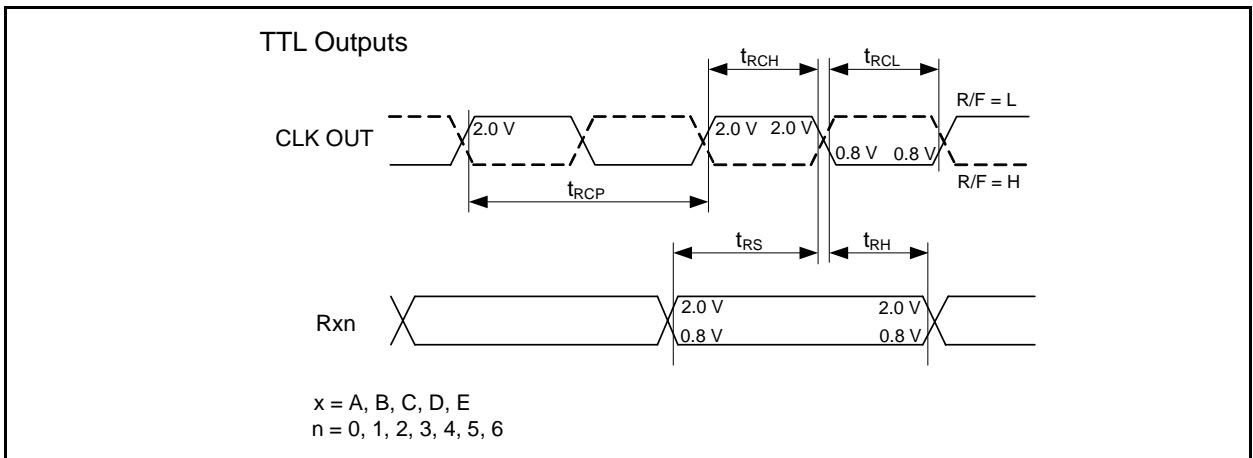 TTL Outputs
tRCH
tRCL
R/F = L
CLK OUT
2.0 V
2.0 V
2.0 V
0.8 V
0.8 V
R/F = H
tRCP
tRS
tRH
Rxn
2.0 V
2.0 V
0.8 V
0.8 V
x = A, B, C, D, E
n = 0, 1, 2, 3, 4, 5, 6